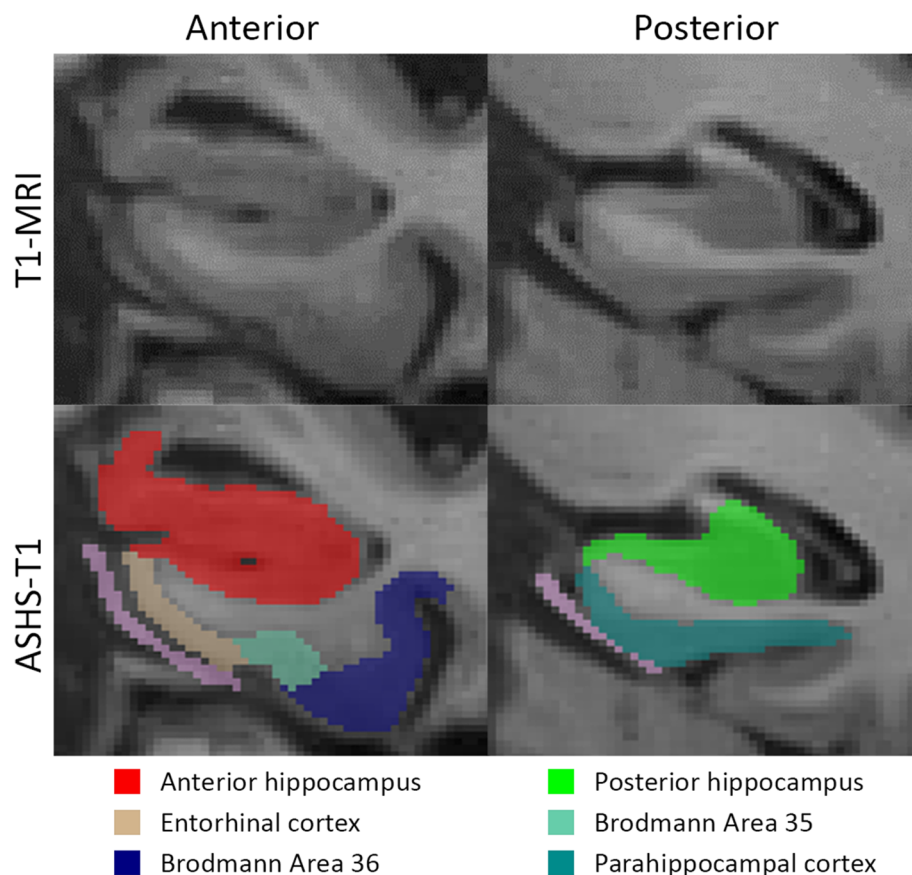 Anterior
Posterior
T1-MRI
ASHS-T1
Anterior hippocampus
Posterior hippocampus
Entorhinal cortex
Brodmann Area 35
Brodmann Area 36
Parahippocampal cortex